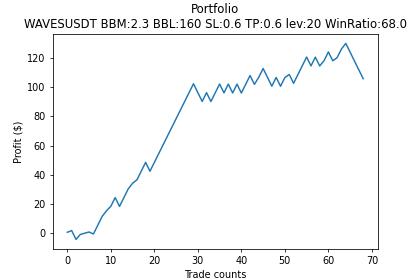 Portfolio
WAVESUSDT BBM:2.3 BBL:160 SL:0.6 TP:0.6 lev:20 WinRatio:68.0
120
100
80
60
40
20
0
Profit ($)
0 10 20 30 40 50 60 70
Trade counts